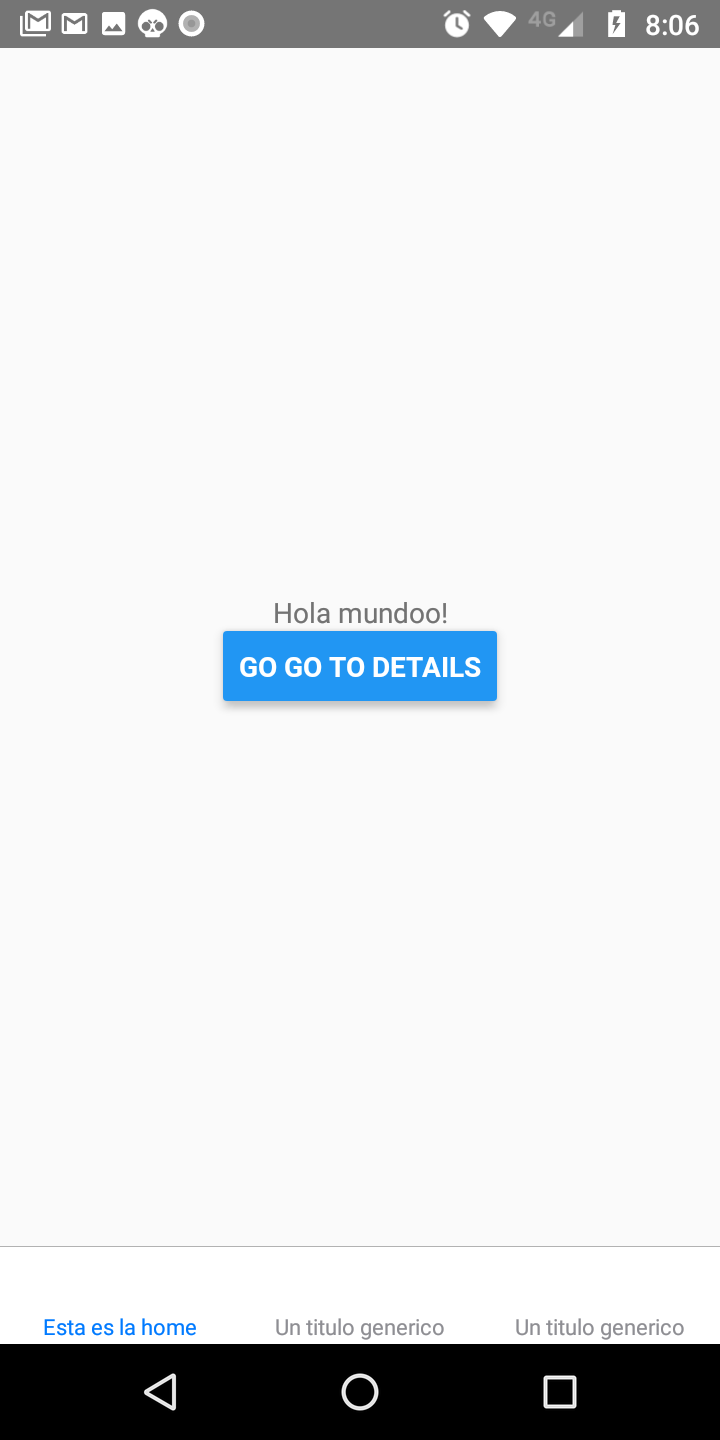 4G 8:06
Hola mundoo!
GO GO TO DETAILS
Esta es la home Un titulo generico Un titulo generico